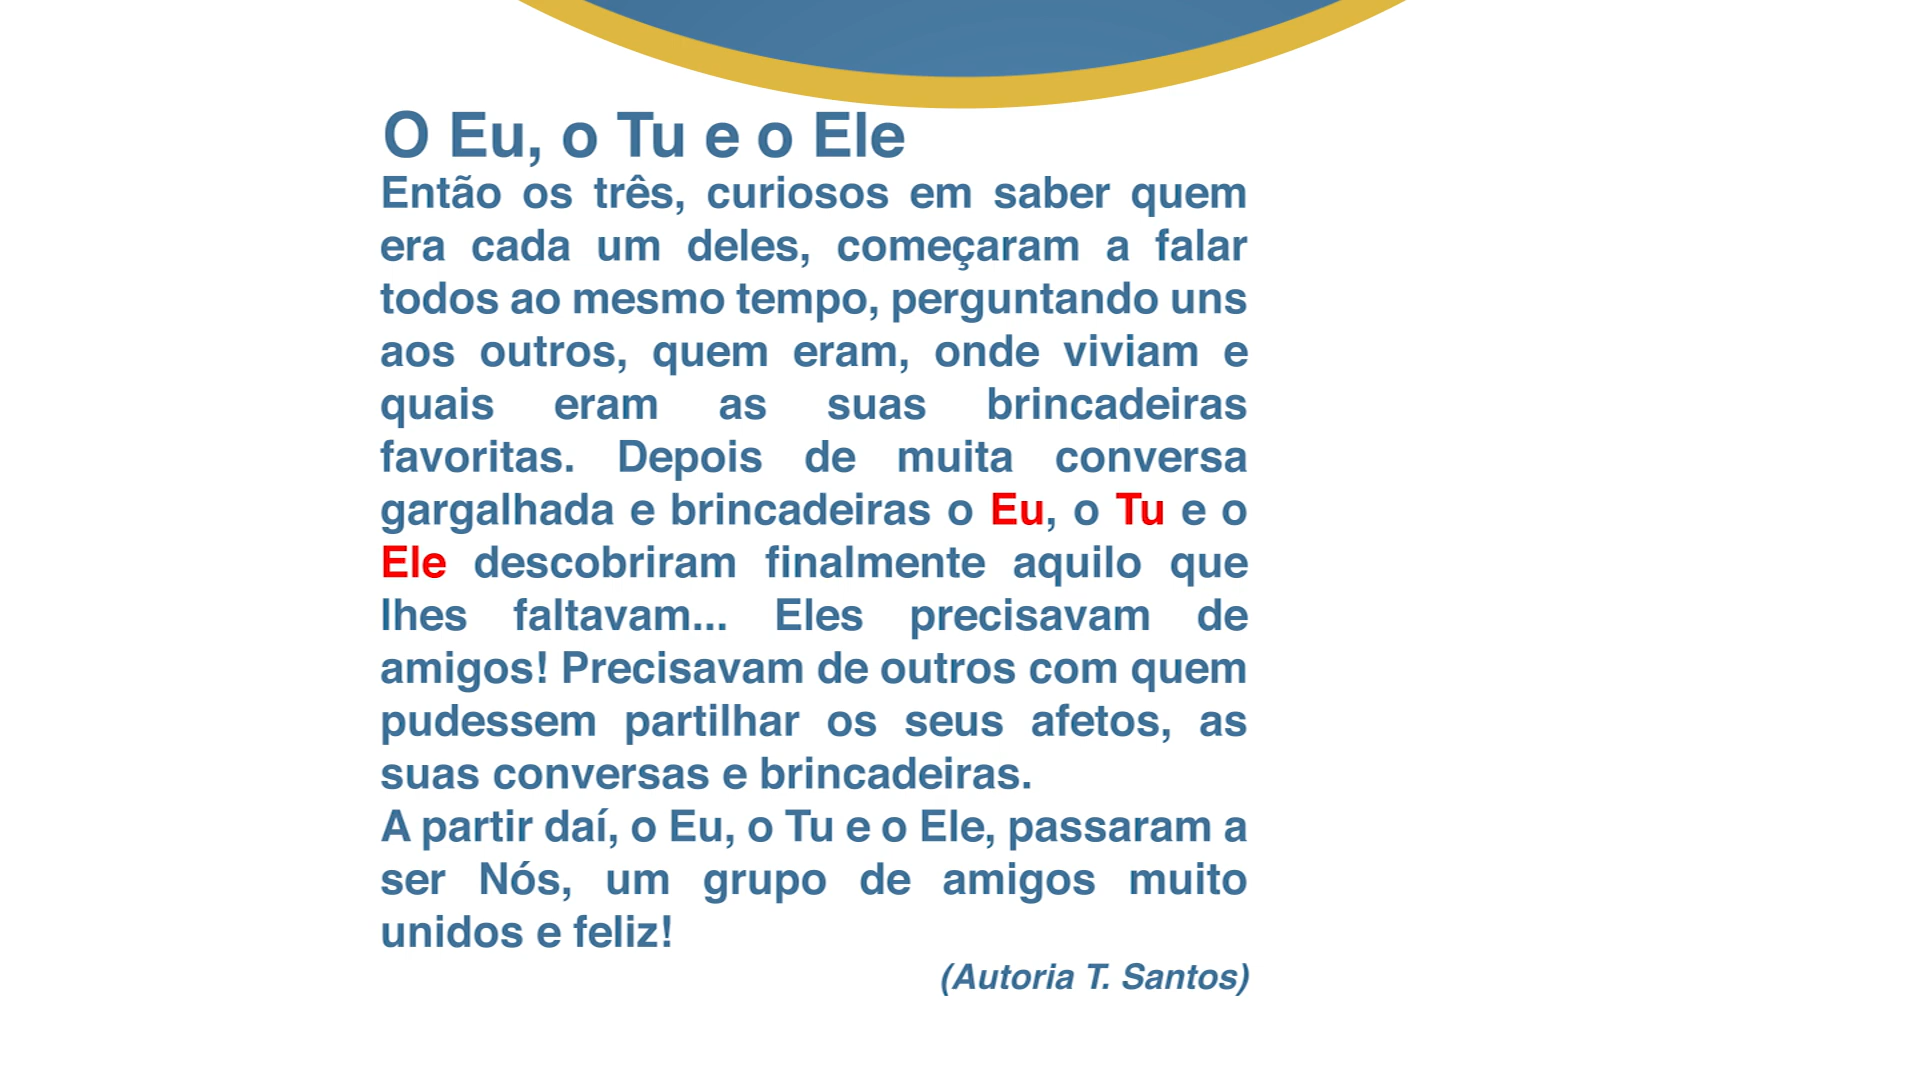 O Eu, o Tu e o Ele
Então os três, curiosos em saber quem
era cada um deles, começaram a falar
todos ao mesmo tempo, perguntando uns
aos outros, quem eram, onde viviam e
quais eram as suas brincadeiras
favoritas. Depois de muita conversa
gargalhada e brincadeiras o Eu, o Tu e o
Ele descobriram finalmente aquilo que
lhes faltavam... Eles precisavam de
amigos! Precisavam de outros com quem
pudessem partilhar os seus afetos, as
suas conversas e brincadeiras.
A partir daí, o Eu, o Tu e o Ele, passaram a
ser Nós, um grupo de amigos muito
unidos e feliz!
(Autoria T. Santos)